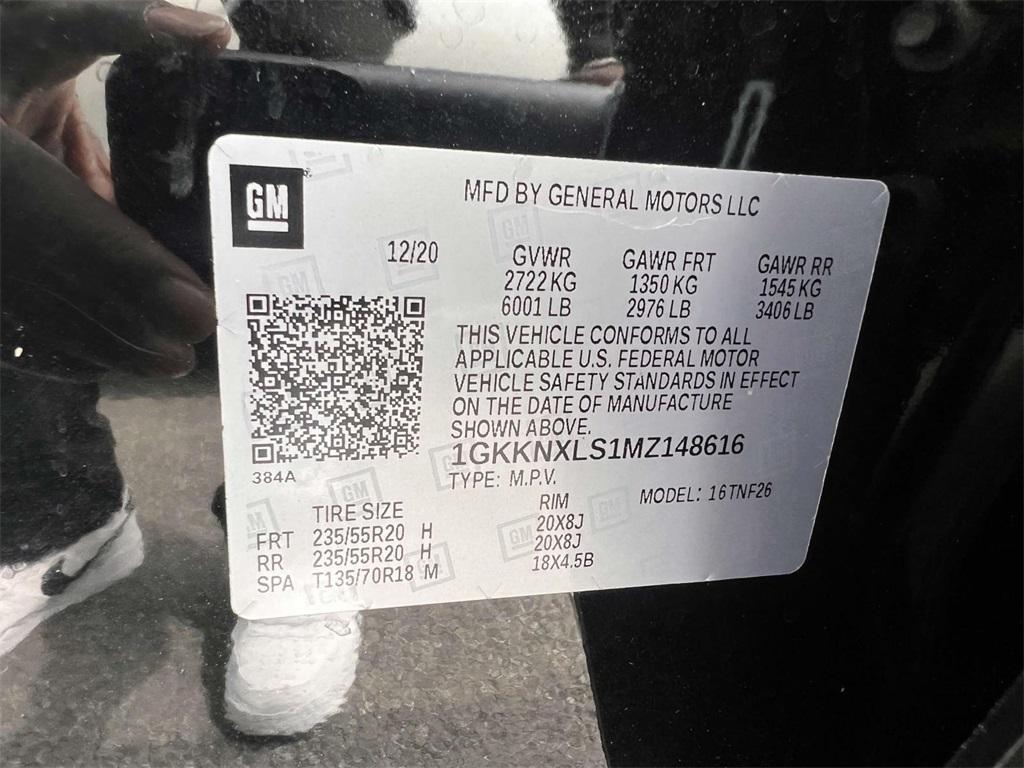 GM
MFD BY GENERAL MOTORS LLC
12/20
GVWR GAWR FRT GAWR RR
2722 KG 1350 KG 1545 KG
6001 LB 2976 LB 3406 LB
THIS VEHICLE CONFORMS TO ALL
APPLICABLE U.S. FEDERAL MOTOR
VEHICLE SAFETY STANDARDS IN EFFECT
ON THE DATE OF MANUFACTURE
SHOWN ABOVE.
1GKKNXLS1MZ148616
384A
TYPE: M.P.V. MODEL: 16TNF26
TIRE SIZE RIM
FRT 235/55R20 H 20X8J
RR 235/55R20 H 20X8J
SPA T135/70R18 M 18X4.5B